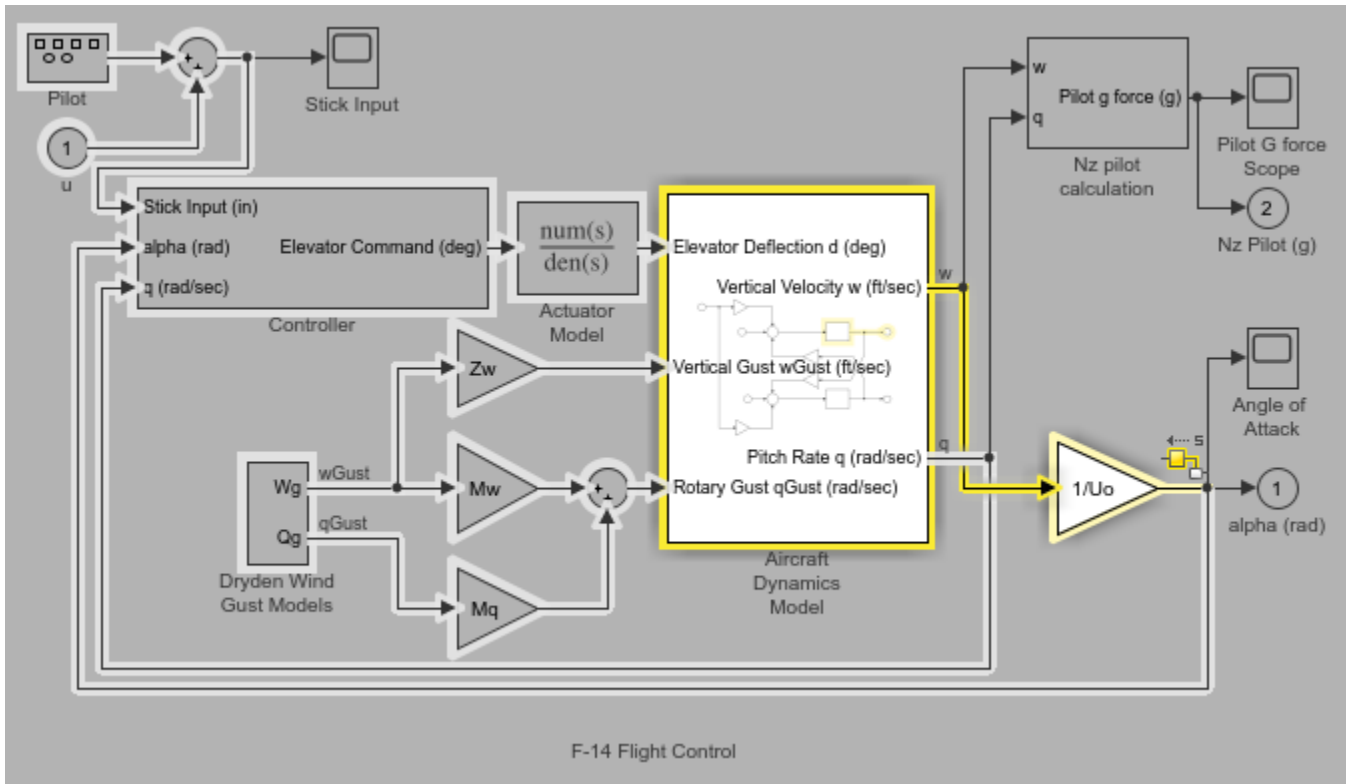 Pilot
+
+
Stick Input
1
u
w
Pilot g force (g)
q
Nz pilot
calculation
Pilot G force
Scope
2
Nz Pilot (g)
Stick Input (in)
alpha (rad)
Elevator Command (deg)
q (rad/sec)
Controller
num(s)
den(s)
Actuator
Model
Elevator Deflection d (deg)
Vertical Velocity w (ft/sec)
Vertical Gust wGust (ft/sec)
Pitch Rate q (rad/sec)
Rotary Gust qGust (rad/sec)
Aircraft
Dynamics
Model
w
q
Zw
Mw
Mq
+
+
Wg
Qg
wGust
qGust
Dryden Wind
Gust Models
1/Uo
s
Angle of
Attack
1
alpha (rad)
F-14 Flight Control